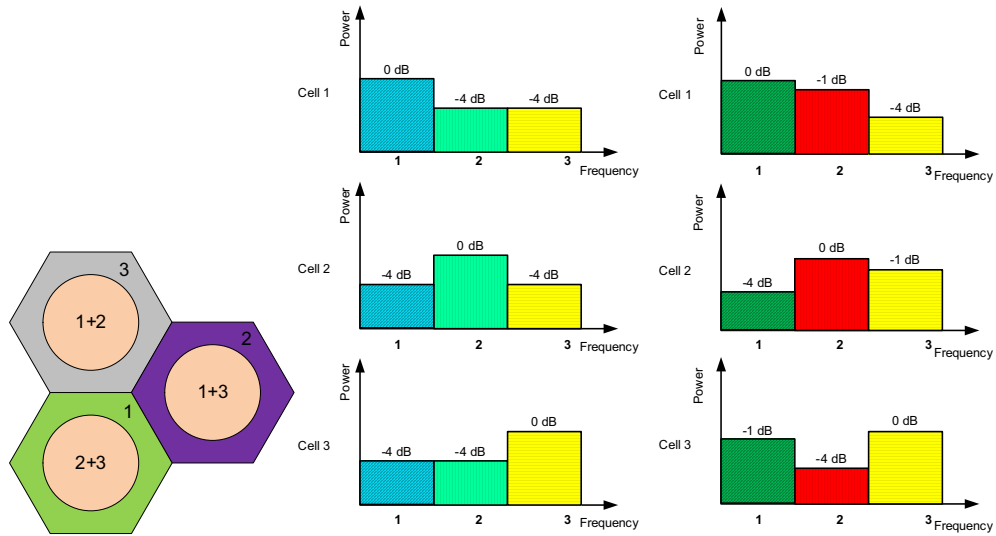 3
1+2
2
1+3
1
2+3
Power
0 dB
-4 dB
-4 dB
Cell 1
1
2
3
Frequency
Power
0 dB
-1 dB
-4 dB
Cell 1
1
2
3
Frequency
Power
-4 dB
0 dB
-4 dB
Cell 2
1
2
3
Frequency
Power
-4 dB
0 dB
-1 dB
Cell 2
1
2
3
Frequency
Power
-4 dB
-4 dB
0 dB
Cell 3
1
2
3
Frequency
Power
-1 dB
-4 dB
0 dB
Cell 3
1
2
3
Frequency